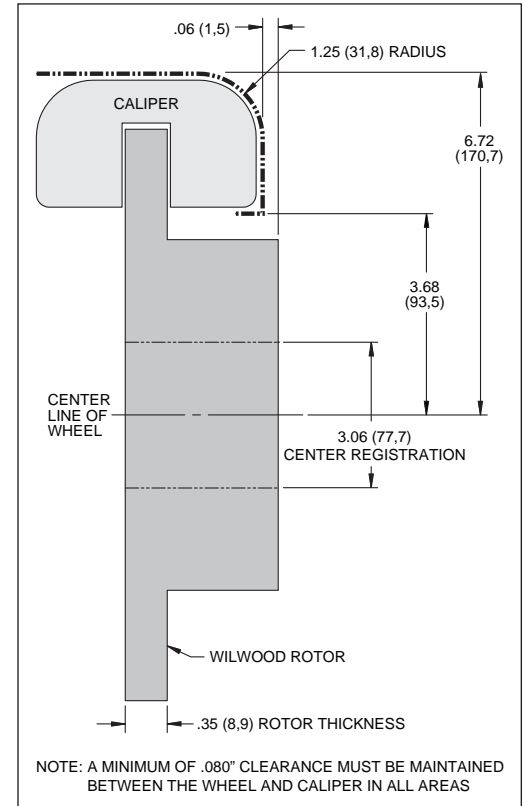 .06 (1,5)
1.25 (31,8) RADIUS
CALIPER
6.72
(170,7)
3.68
(93,5)
CENTER
LINE OF
WHEEL
3.06 (77,7)
CENTER REGISTRATION
WILWOOD ROTOR
.35 (8,9) ROTOR THICKNESS
NOTE: A MINIMUM OF .080" CLEARANCE MUST BE MAINTAINED
BETWEEN THE WHEEL AND CALIPER IN ALL AREAS